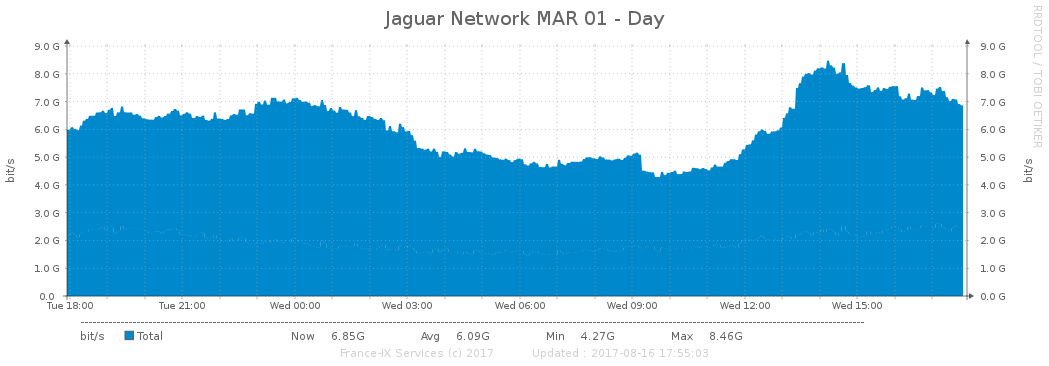 Jaguar Network MAR 01 - Day
RRDTOOL / TOBI OETIKER
bit/s
9.0 G
8.0 G
7.0 G
6.0 G
5.0 G
4.0 G
3.0 G
2.0 G
1.0 G
0.0
9.0 G
8.0 G
7.0 G
6.0 G
5.0 G
4.0 G
3.0 G
2.0 G
1.0 G
0.0 G
bit/s
Tue 18:00 Tue 21:00 Wed 00:00 Wed 03:00 Wed 06:00 Wed 09:00 Wed 12:00 Wed 15:00
bit/s Total Now 6.85G Avg 6.09G Min 4.27G Max 8.46G
France-IX Services (c) 2017 Updated : 2017-08-16 17:55:03